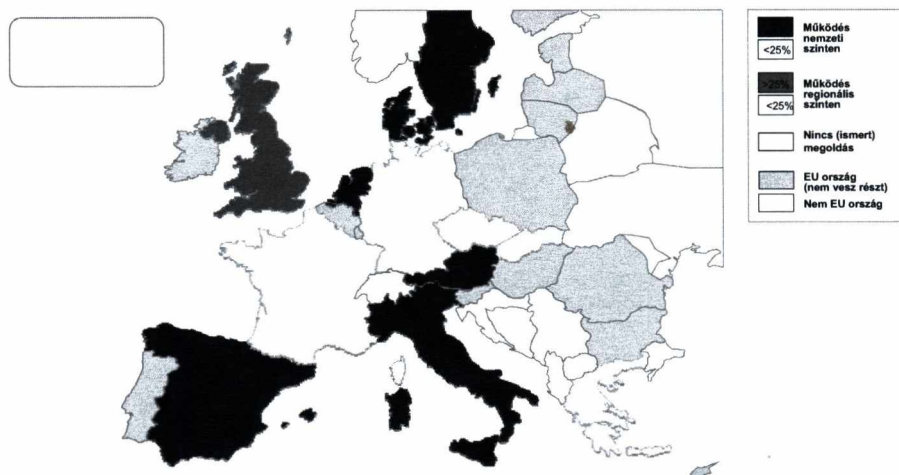 Működés
nemzeti
szinten
<25%
>25%
Működés
regionális
szinten
<25%
Nincs (ismert)
megoldás
EU ország
(nem vesz részt)
Nem EU ország